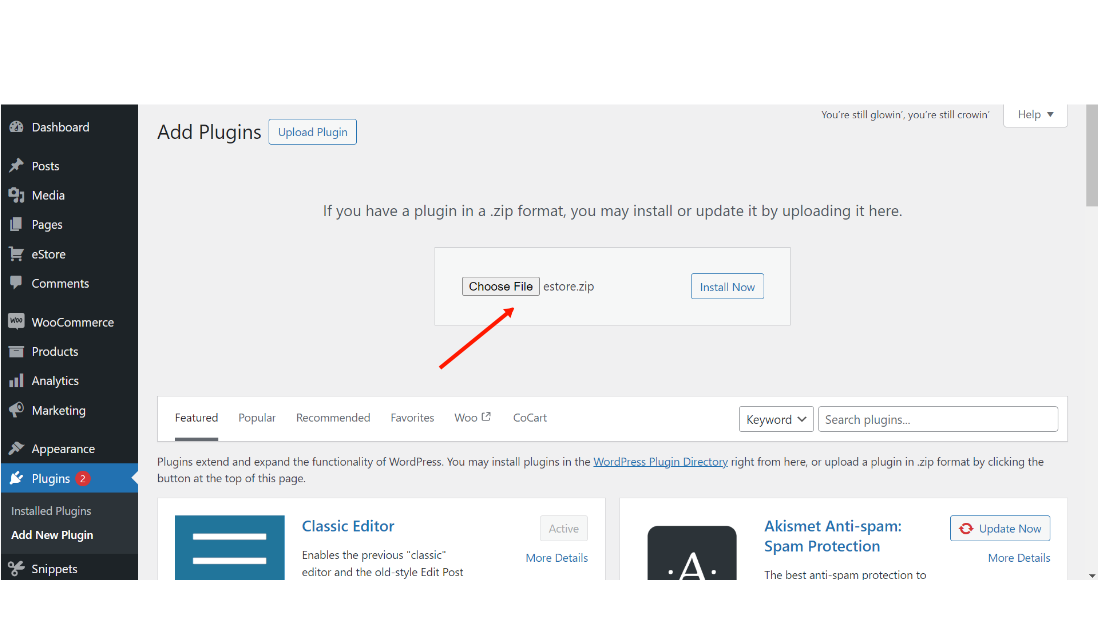 Dashboard
Posts
Media
Pages
eStore
Comments
Woo WooCommerce
Products
Analytics
Marketing
Appearance
Plugins 2
Installed Plugins
Add New Plugin
Snippets
You're still glowin', you're still crowin'
Help
Add Plugins Upload Plugin
If you have a plugin in a .zip format, you may install or update it by uploading it here.
Choose File estore.zip Install Now
Featured Popular Recommended Favorites Woo CoCart Keyword Search plugins...
Plugins extend and expand the functionality of WordPress. You may install plugins in the WordPress Plugin Directory right from here, or upload a plugin in .zip format by clicking the
button at the top of this page.
Classic Editor
Active
More Details
Enables the previous "classic"
editor and the old-style Edit Post
·A·
Akismet Anti-spam:
Spam Protection
Update Now
More Details
The best anti-spam protection to